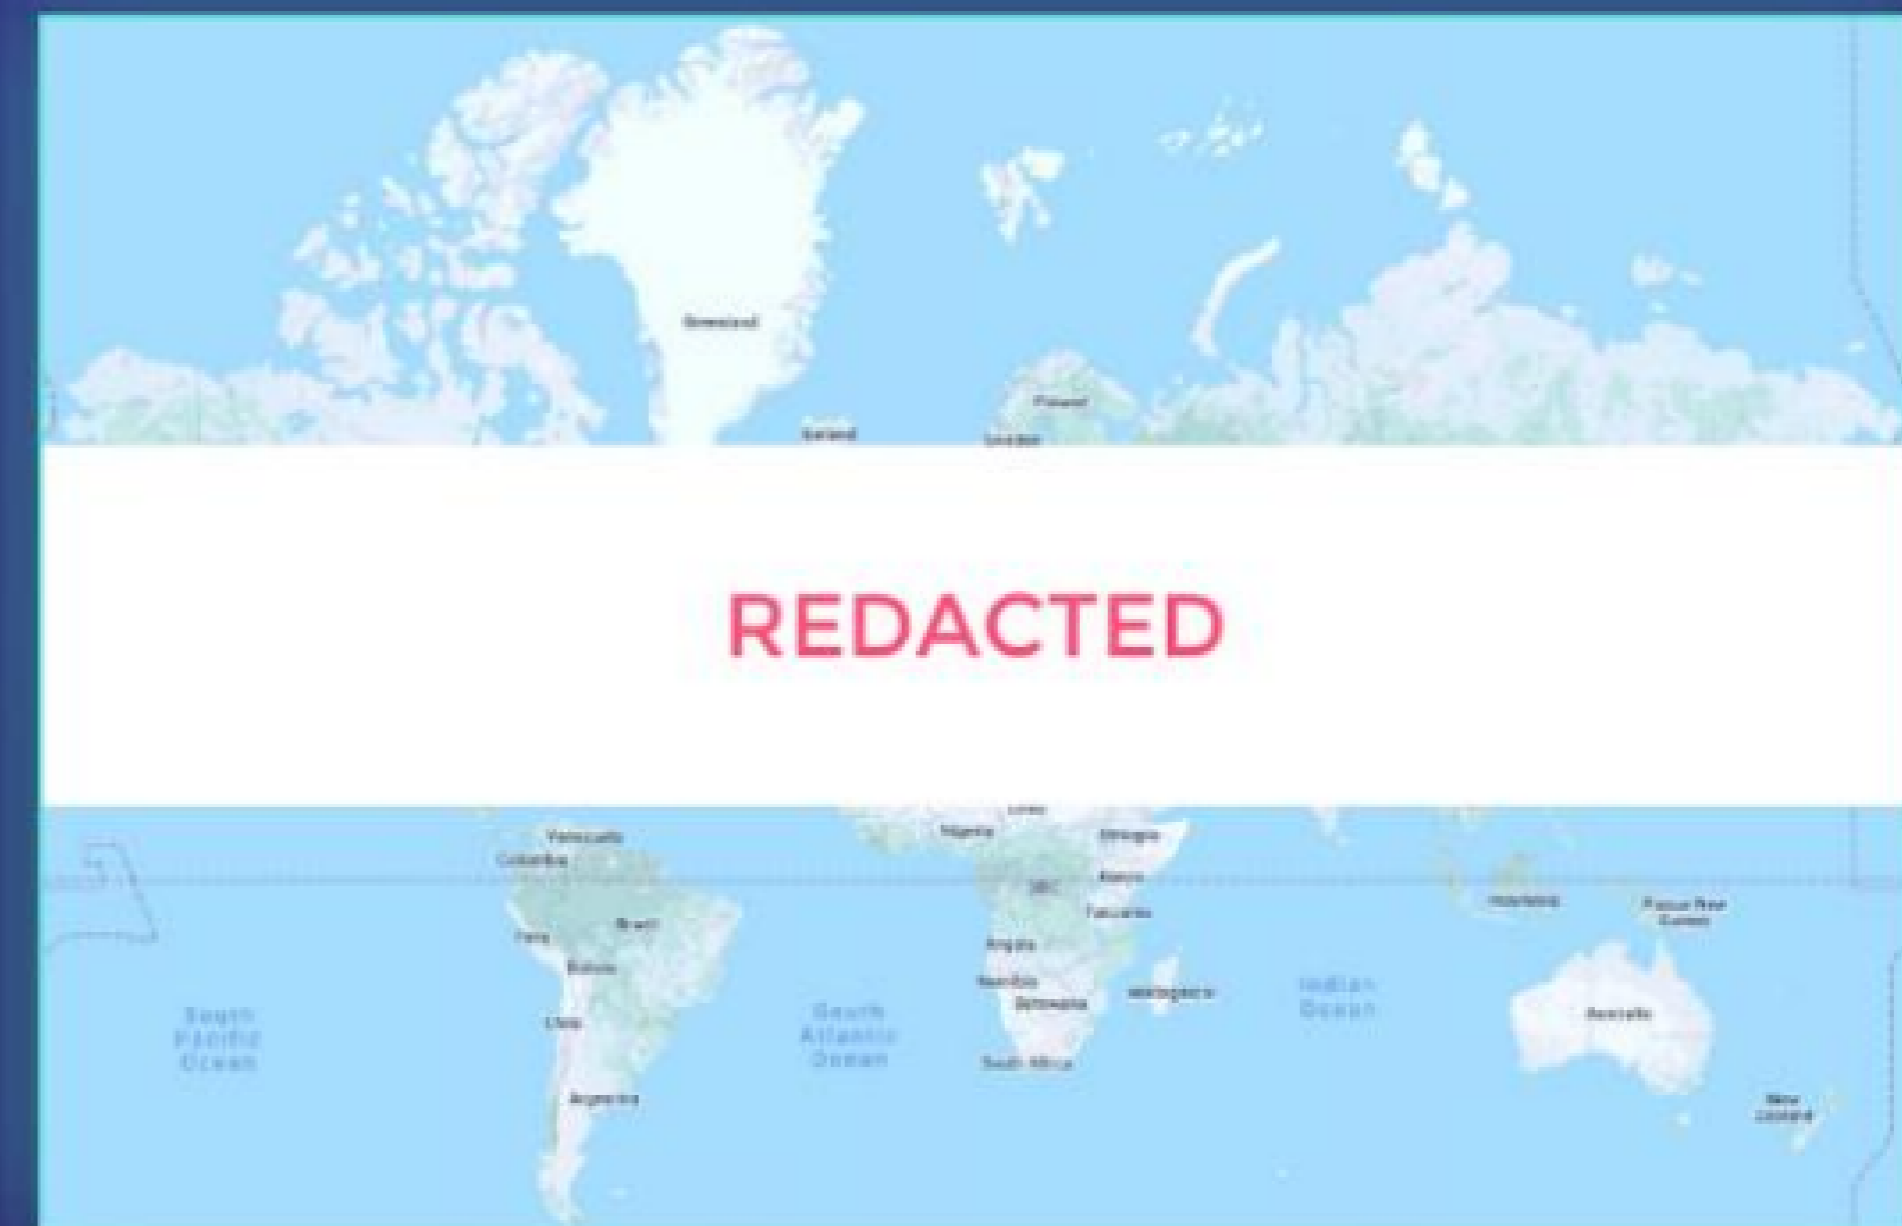 Greenland
Finland
Iceland
Sweden
REDACTED
Nigeria
Ethiopia
Venezuela
Colombia
Kenya
DRC
Indonesia
Papua New
Guinea
Tanzania
Brazil
Peru
Angola
Bolivia
Namibia
Botswana
Madagascar
Indian
Ocean
South
Pacific
Ocean
South
Atlantic
Ocean
Chile
Australia
South Africa
Argentina
New
Zealand